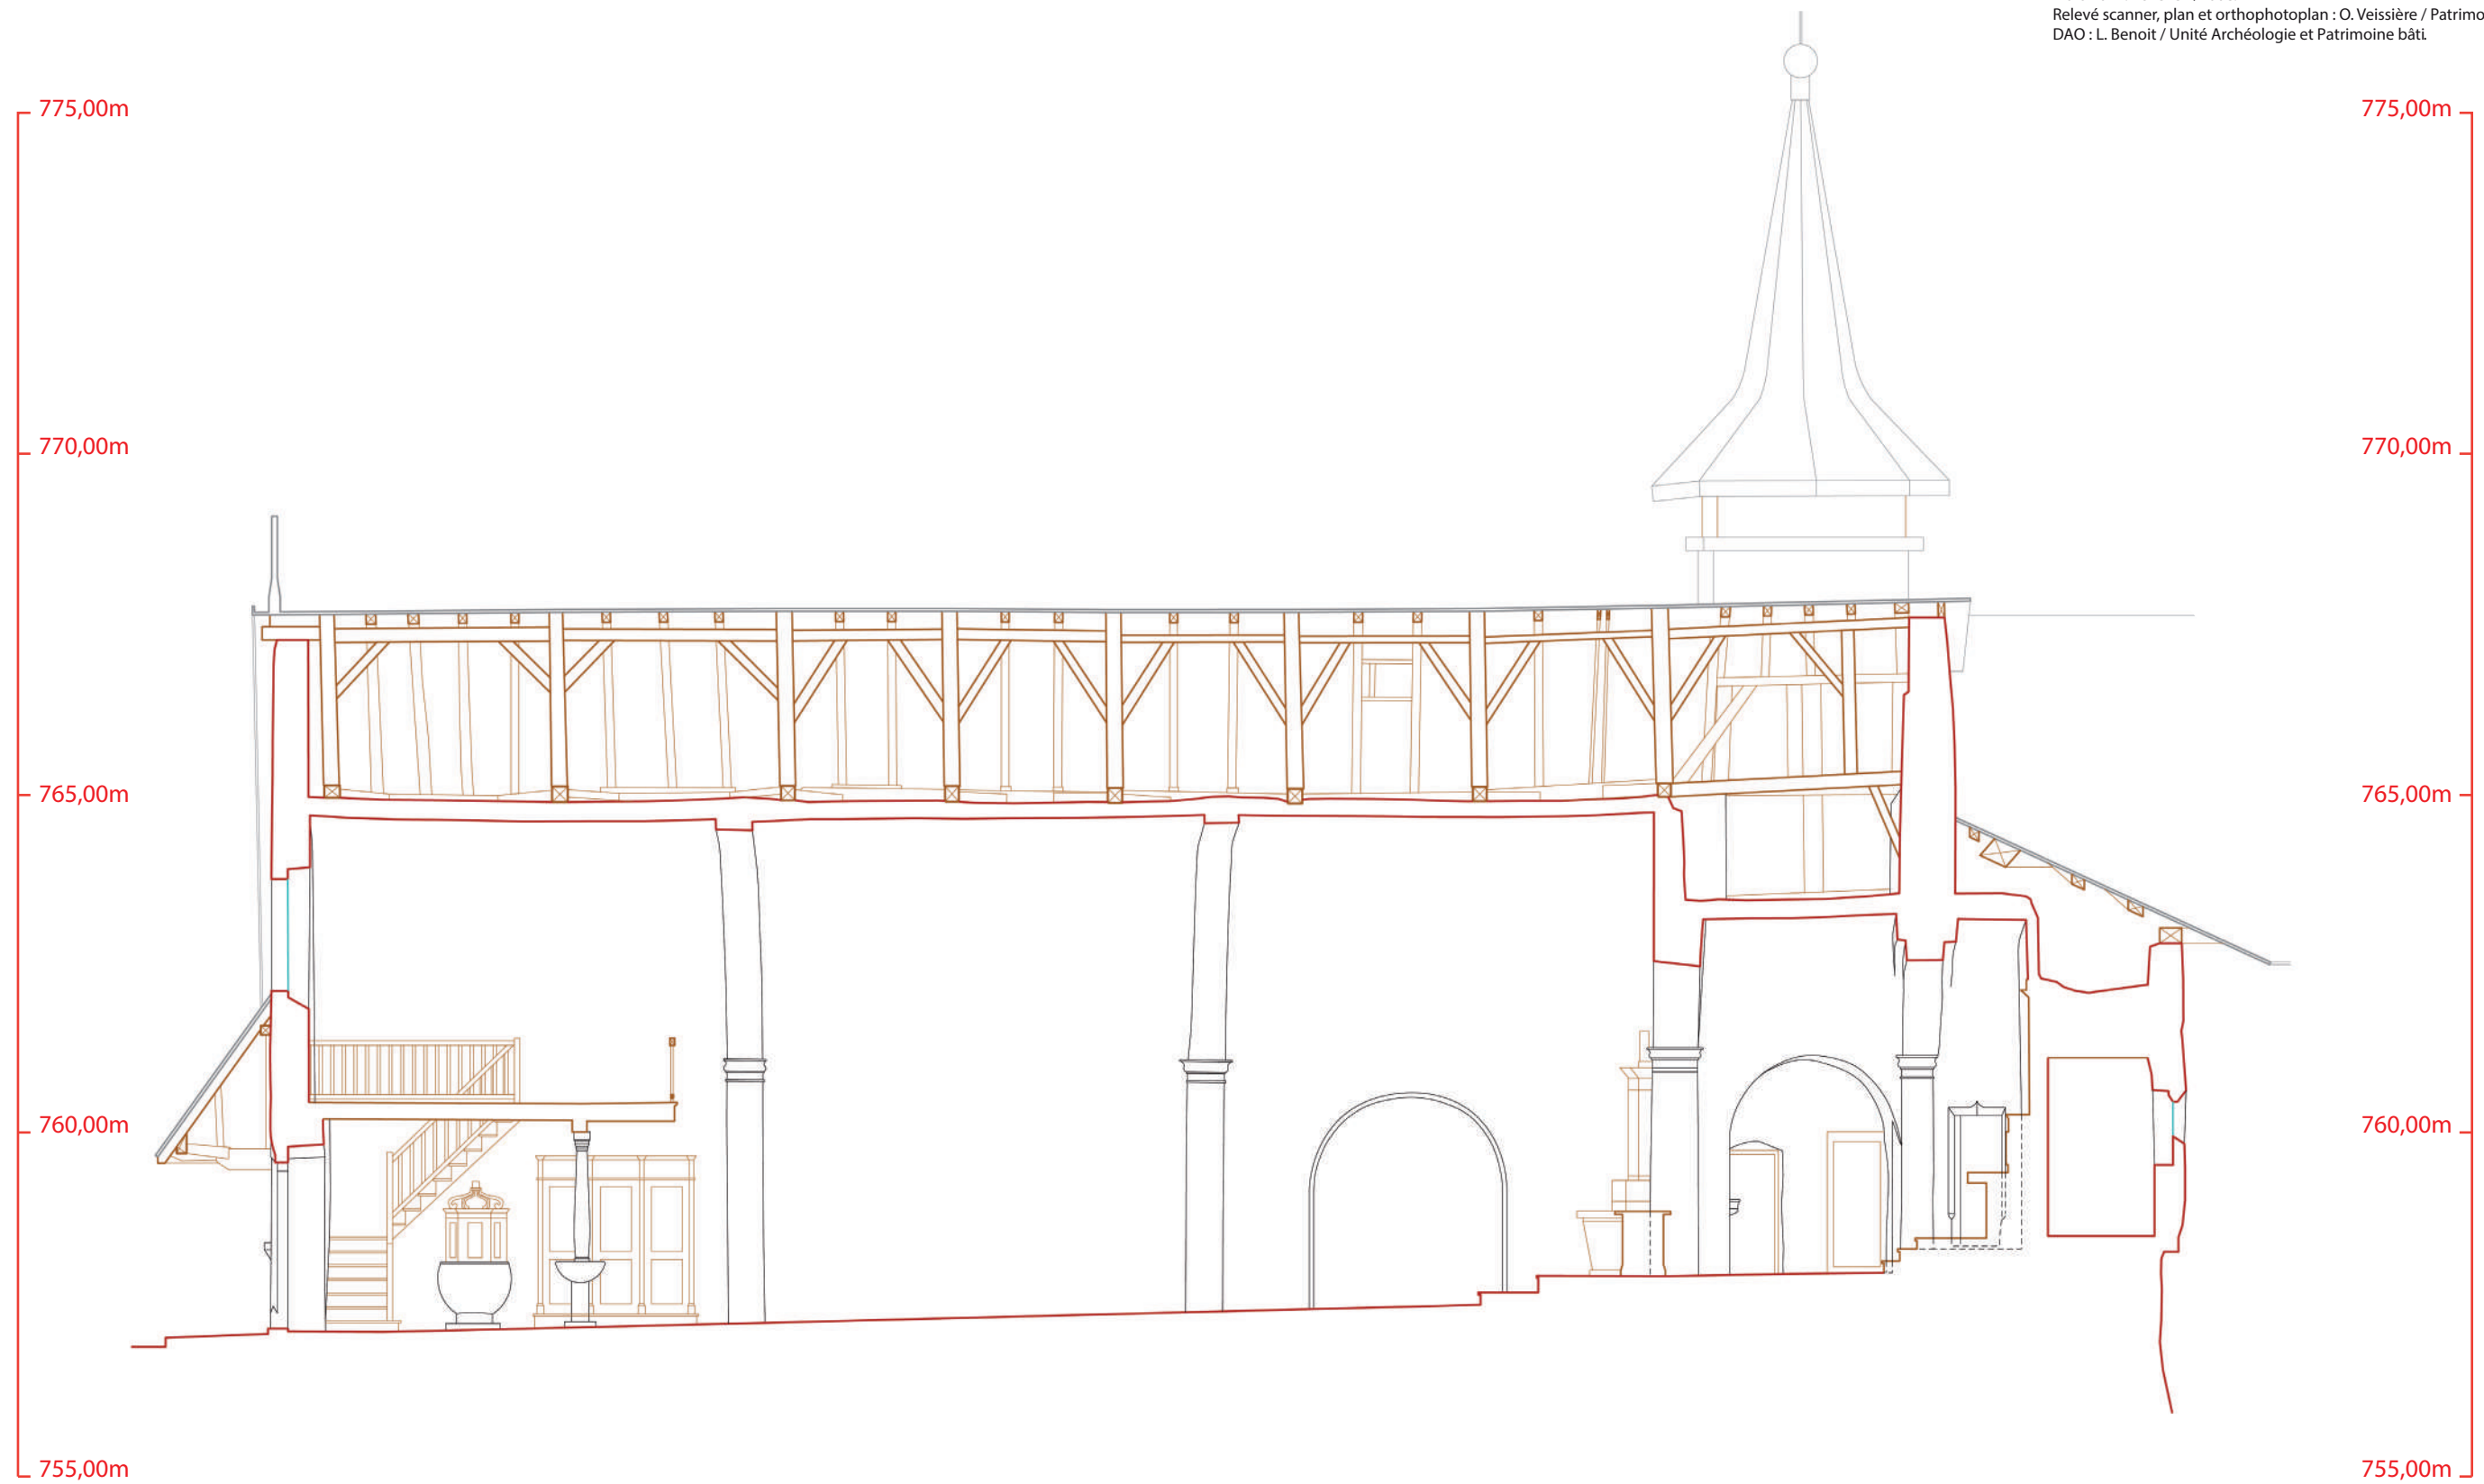 Relevé scanner, plan et orthophotoplan : O. Veissière / Patrimo
DAO : L. Benoit / Unité Archéologie et Patrimoine bâti.
775,00m 775,00m
770,00m 770,00m
765,00m 765,00m
760,00m 760,00m
755,00m 755,00m